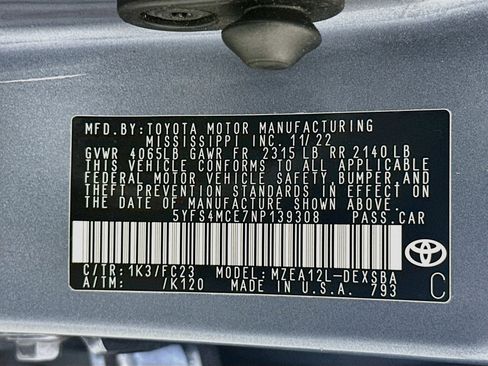 MFD.BY:TOYOTA MOTOR MANUFACTURING
MISSISSIPPI INC. 11/22
GVWR 4065LB GAWR FR 2315 LB RR 2140 LB
THIS VEHICLE CONFORMS TO ALL APPLICABLE
FEDERAL MOTOR VEHICLE SAFETY,BUMPER,AND
THEFT PREVENTION STANDARDS IN EFFECT ON
THE DATE OF MANUFACTURE SHOWN ABOVE.
5YFS4MCE7NP139308 PASS.CAR
C/TR:1K3/FC23 MODEL:MZEA12L-DEXSBA
A/TM: /K120 MADE IN U.S.A. 793 C